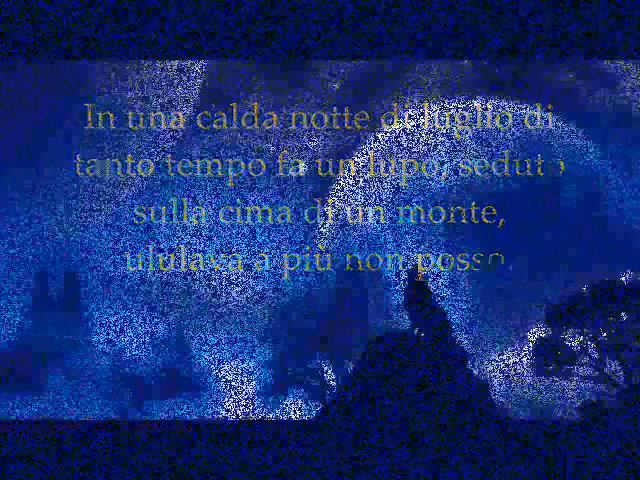 In una calda notte di luglio di
tanto tempo fa un lupo, seduto
sulla cima di un monte,
ululava a più non posso